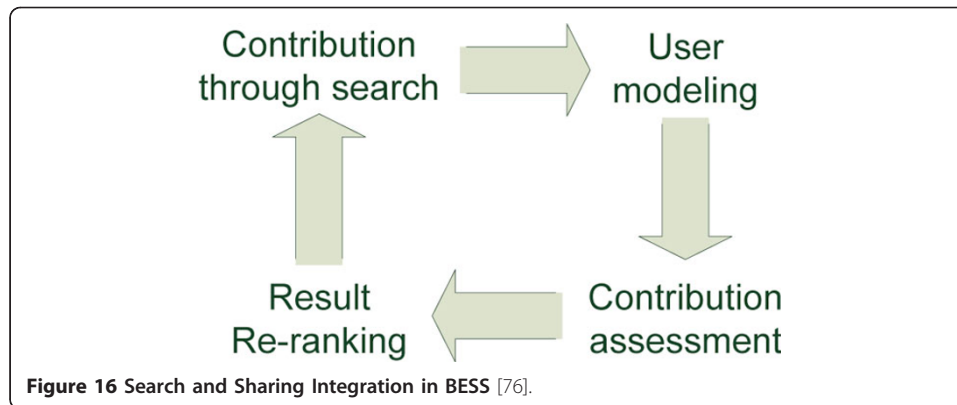 Contribution
through search
User
modeling
Result
Re-ranking
Contribution
assessment
Figure 16 Search and Sharing Integration in BESS [76].